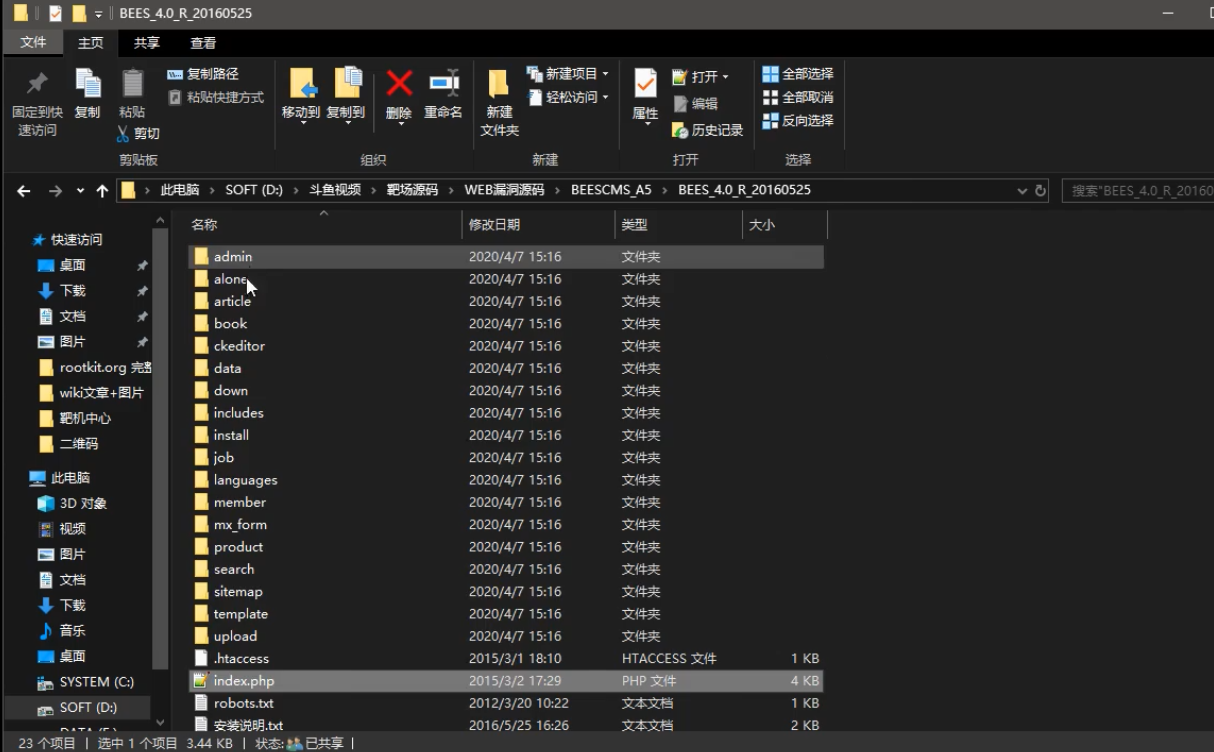 BEES_4.0_R_20160525
文件 主页 共享 查看
固定到快速访问
复制
粘贴
复制路径
粘贴快捷方式
剪切
剪贴板
移动到 复制到 删除 重命名
组织
新建文件夹
新建项目
轻松访问
新建
属性
打开
编辑
历史记录
打开
全部选择
全部取消
反向选择
选择
此电脑 › SOFT (D:) › 斗鱼视频 › 靶场源码 › WEB漏洞源码 › BEESCMS_A5 › BEES_4.0_R_20160525
搜索"BEES_4.0_R_20160
快速访问
桌面
下载
文档
图片
rootkit.org 完整
wiki文章+图片
靶机中心
二维码
此电脑
3D 对象
视频
图片
文档
下载
音乐
桌面
SYSTEM (C:)
SOFT (D:)
名称 修改日期 类型 大小
admin 2020/4/7 15:16 文件夹
alone 2020/4/7 15:16 文件夹
article 2020/4/7 15:16 文件夹
book 2020/4/7 15:16 文件夹
ckeditor 2020/4/7 15:16 文件夹
data 2020/4/7 15:16 文件夹
down 2020/4/7 15:16 文件夹
includes 2020/4/7 15:16 文件夹
install 2020/4/7 15:16 文件夹
job 2020/4/7 15:16 文件夹
languages 2020/4/7 15:16 文件夹
member 2020/4/7 15:16 文件夹
mx_form 2020/4/7 15:16 文件夹
product 2020/4/7 15:16 文件夹
search 2020/4/7 15:16 文件夹
sitemap 2020/4/7 15:16 文件夹
template 2020/4/7 15:16 文件夹
upload 2020/4/7 15:16 文件夹
.htaccess 2015/3/1 18:10 HTACCESS 文件 1 KB
index.php 2015/3/2 17:29 PHP 文件 4 KB
robots.txt 2012/3/20 10:22 文本文档 1 KB
安装说明.txt 2016/5/25 16:26 文本文档 2 KB
23 个项目 | 选中 1 个项目 3.44 KB | 状态: 已共享 |